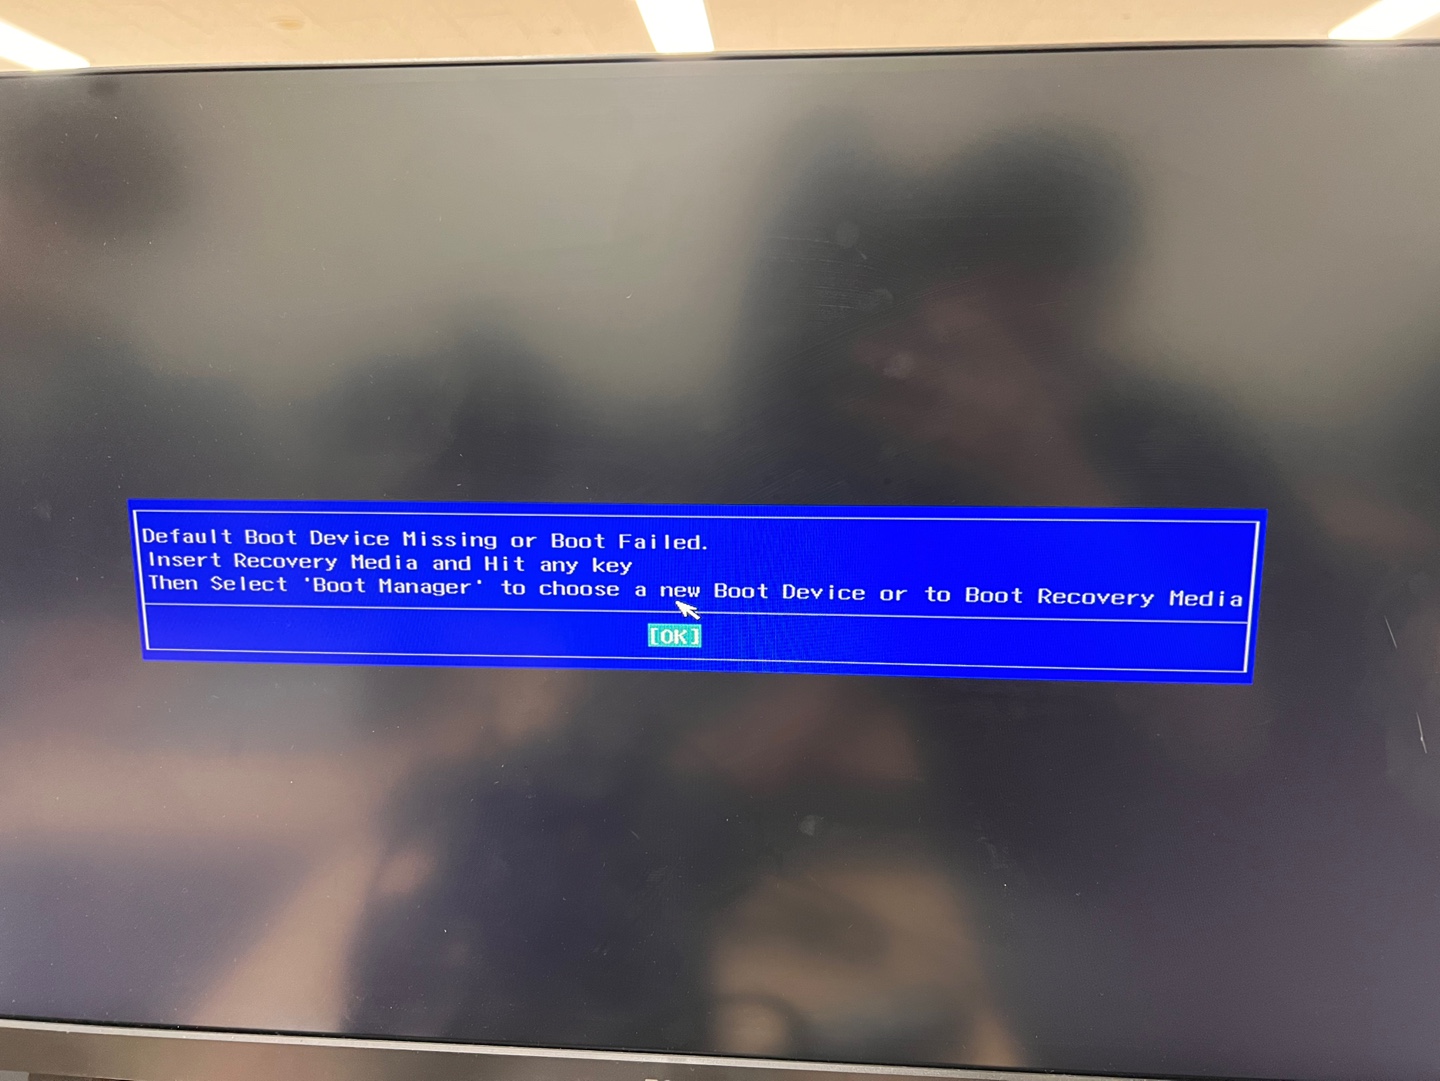 Default Boot Device Missing or Boot Failed.
Insert Recovery Media and Hit any key
Then Select 'Boot Manager' to choose a new Boot Device or to Boot Recovery Media
[OK]